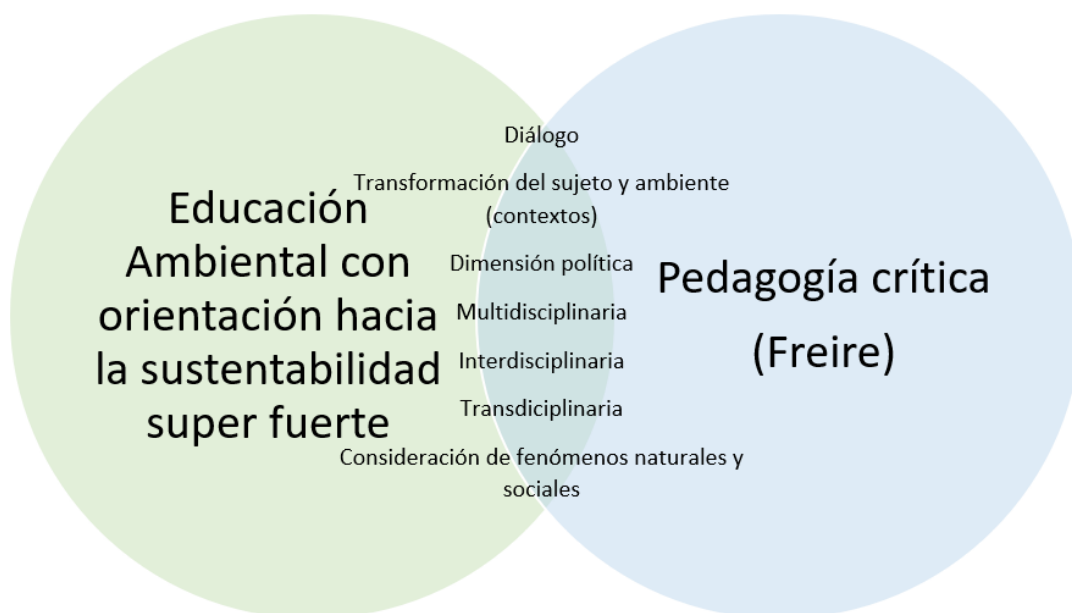 Educación
Ambiental con
orientación hacia
la sustentabilidad
super fuerte
Diálogo
Transformación del sujeto y ambiente
(contextos)
Dimensión política
Multidisciplinaria
Interdisciplinaria
Transdiciplinaria
Consideración de fenómenos naturales y
sociales
Pedagogía crítica
(Freire)